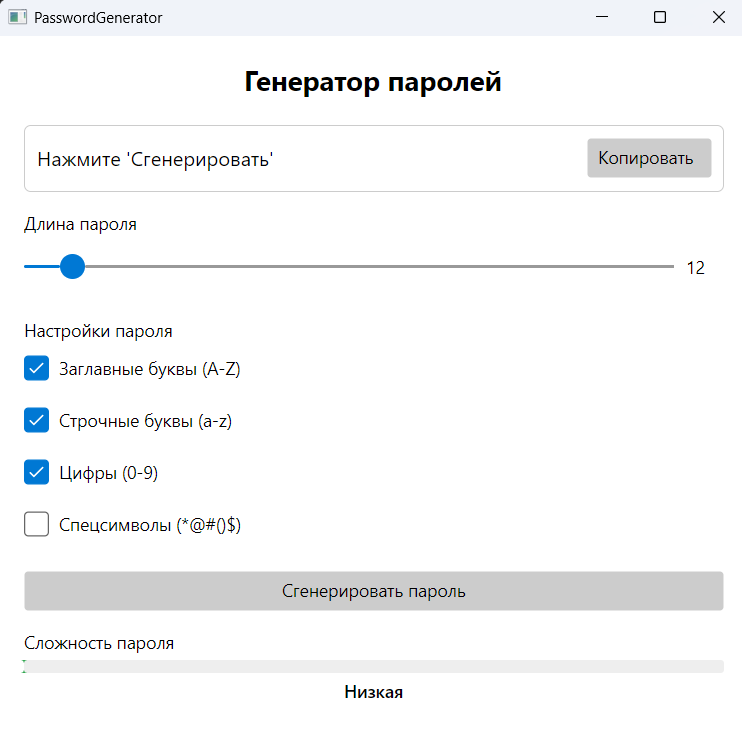 PasswordGenerator
Генератор паролей
Нажмите 'Сгенерировать'
Копировать
Длина пароля
12
Настройки пароля
Заглавные буквы (A-Z)
Строчные буквы (a-z)
Цифры (0-9)
Спецсимволы (*@#()$)
Сгенерировать пароль
Сложность пароля
Низкая